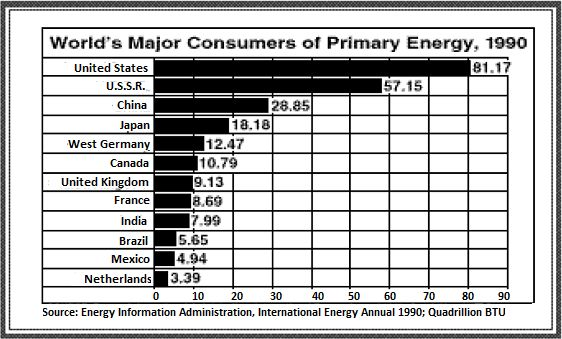 World's Major Consumers of Primary Energy, 1990
United States 81.17
U.S.S.R. 57.15
China 28.85
Japan 18.18
West Germany 12.47
Canada 10.79
United Kingdom 9.13
France 8.69
India 7.99
Brazil 5.65
Mexico 4.94
Netherlands 3.39
0 10 20 30 40 50 60 70 80 90
Source: Energy Information Administration, International Energy Annual 1990; Quadrillion BTU